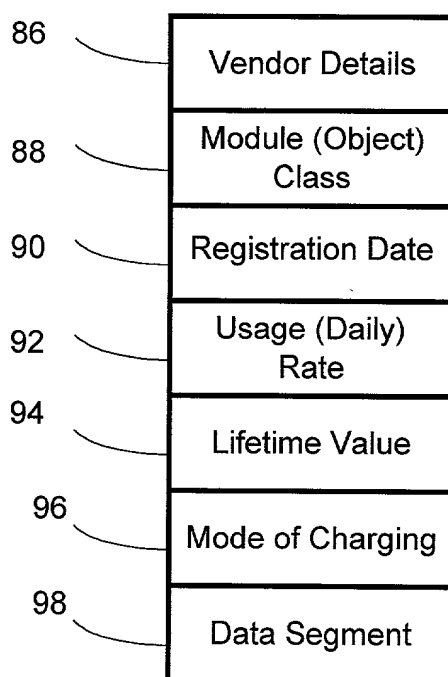 86
Vendor Details
88
Module (Object)
Class
90
Registration Date
92
Usage (Daily)
Rate
94
Lifetime Value
96
Mode of Charging
98
Data Segment